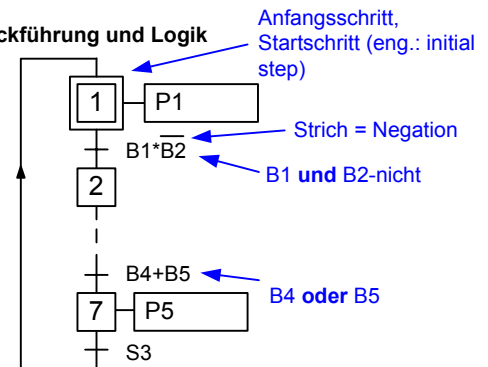 ckführung und Logik
Anfangsschritt,
Startschritt (eng.: initial
step)
1
P1
Strich = Negation
B1*B̅2̅
B1 und B2-nicht
2
B4+B5
B4 oder B5
7
P5
S3